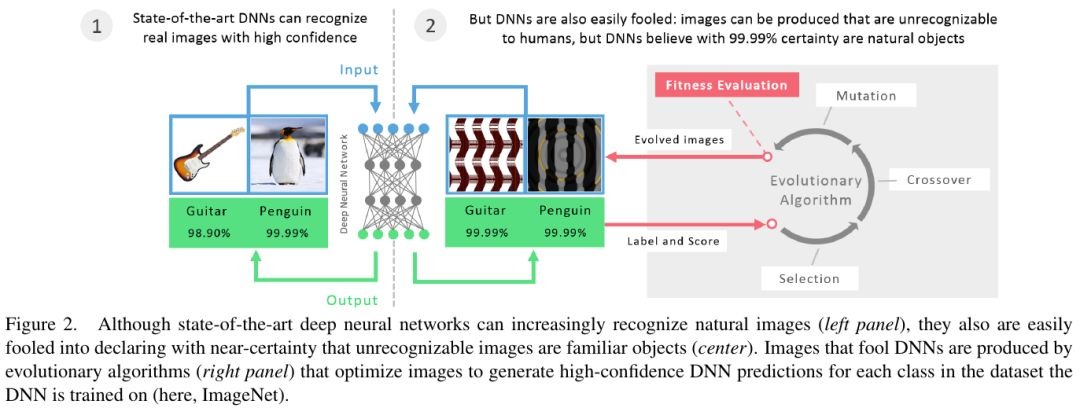 1
State-of-the-art DNNs can recognize
real images with high confidence
2
But DNNs are also easily fooled: images can be produced that are unrecognizable
to humans, but DNNs believe with 99.99% certainty are natural objects
Input
Fitness Evaluation
Mutation
Evolved images
Deep Neural Network
Evolutionary
Algorithm
Crossover
Guitar
98.90%
Penguin
99.99%
Guitar
99.99%
Penguin
99.99%
Label and Score
Selection
Output
Figure 2. Although state-of-the-art deep neural networks can increasingly recognize natural images (left panel), they also are easily
fooled into declaring with near-certainty that unrecognizable images are familiar objects (center). Images that fool DNNs are produced by
evolutionary algorithms (right panel) that optimize images to generate high-confidence DNN predictions for each class in the dataset the
DNN is trained on (here, ImageNet).